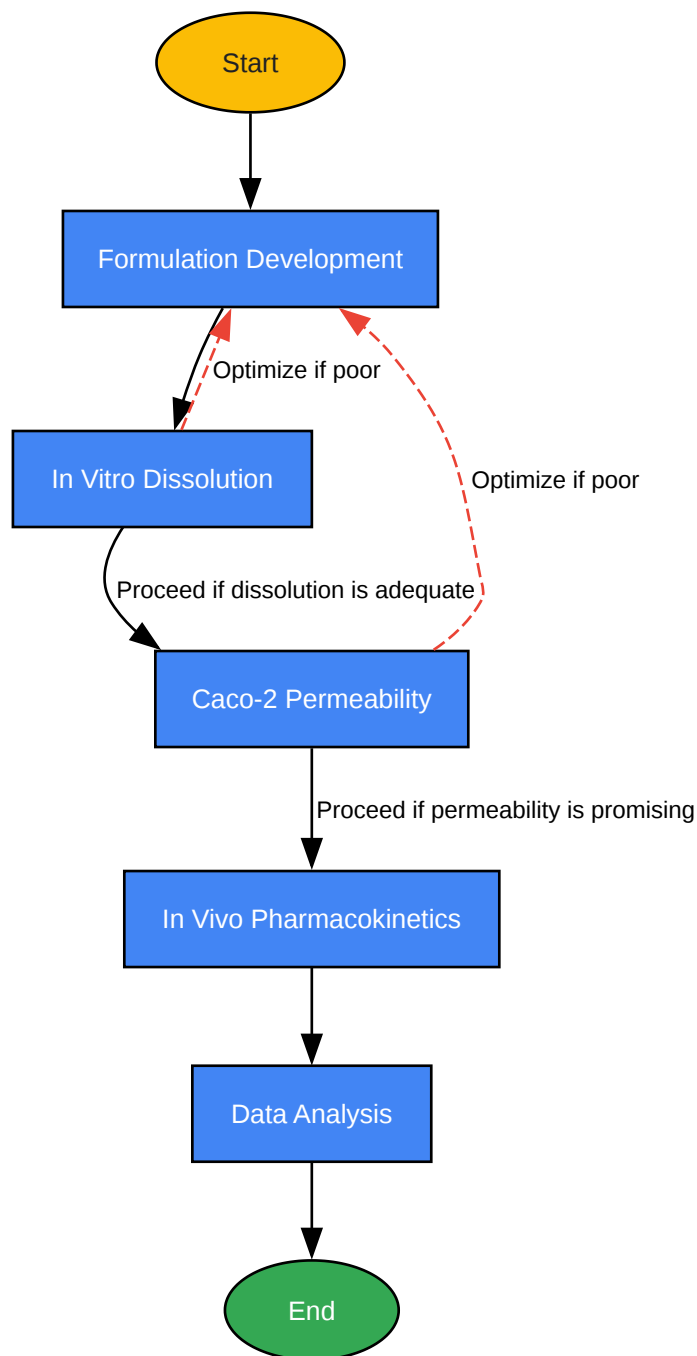 Start
Formulation Development
Optimize if poor
In Vitro Dissolution
Optimize if poor
Proceed if dissolution is adequate
Caco-2 Permeability
Proceed if permeability is promising
In Vivo Pharmacokinetics
Data Analysis
End